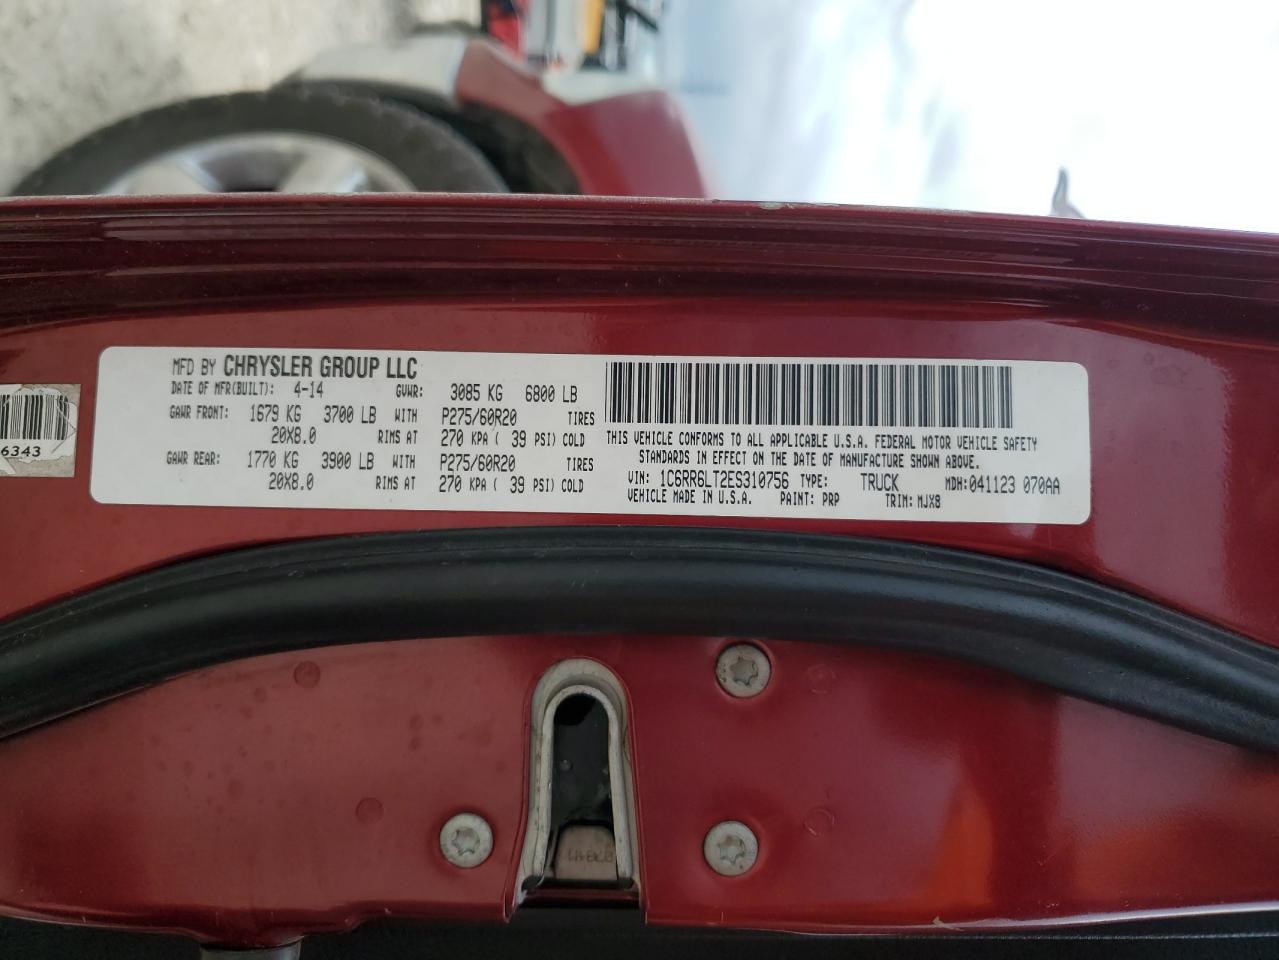 MFD BY CHRYSLER GROUP LLC
DATE OF MFR(BUILT): 4-14 GVWR: 3085 KG 6800 LB
GAWR FRONT: 1679 KG 3700 LB WITH P275/60R20 TIRES
20X8.0 RIMS AT 270 KPA ( 39 PSI) COLD
GAWR REAR: 1770 KG 3900 LB WITH P275/60R20 TIRES
20X8.0 RIMS AT 270 KPA ( 39 PSI) COLD
THIS VEHICLE CONFORMS TO ALL APPLICABLE U.S.A. FEDERAL MOTOR VEHICLE SAFETY
STANDARDS IN EFFECT ON THE DATE OF MANUFACTURE SHOWN ABOVE.
VIN: 1C6RR6LT2ES310756 TYPE: TRUCK MDH:041123 070AA
VEHICLE MADE IN U.S.A. PAINT: PRP TRIM: MJX8
6343